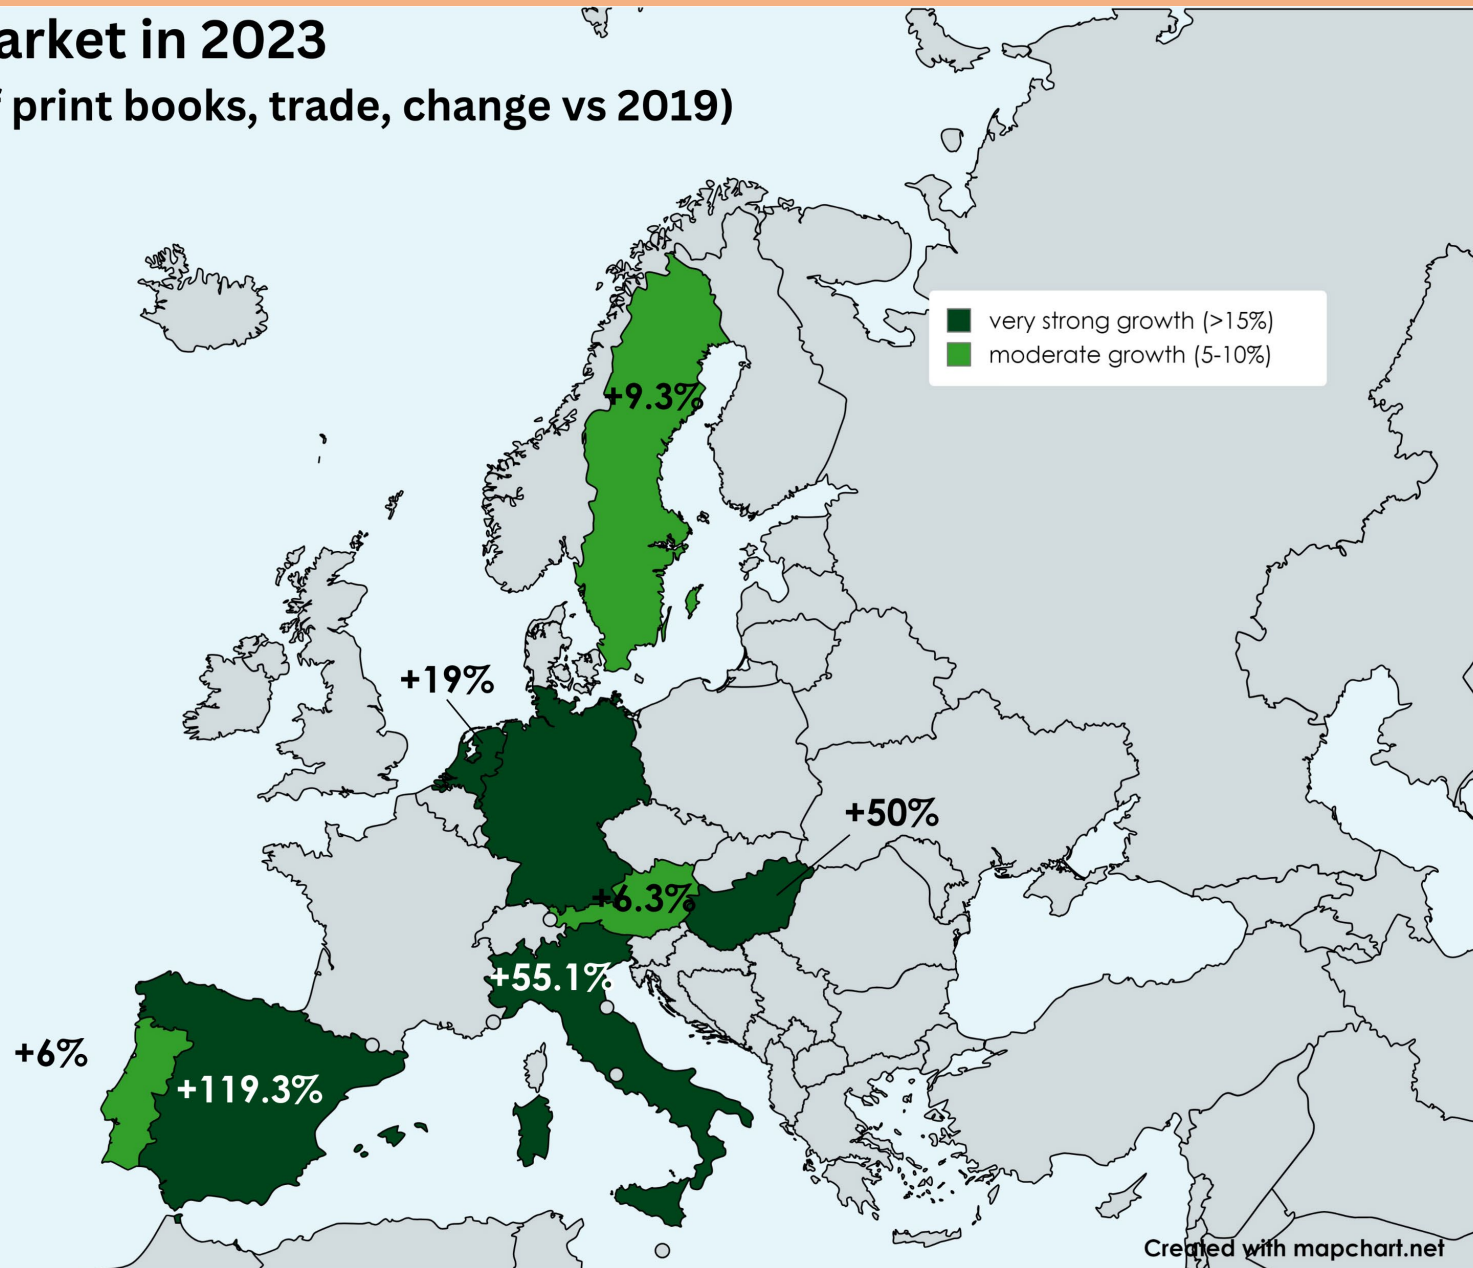 arket in 2023
print books, trade, change vs 2019)
very strong growth (>15%)
moderate growth (5-10%)
+9.3%
+19%
+50%
+6.3%
+55.1%
+6%
+119.3%
Created with mapchart.net